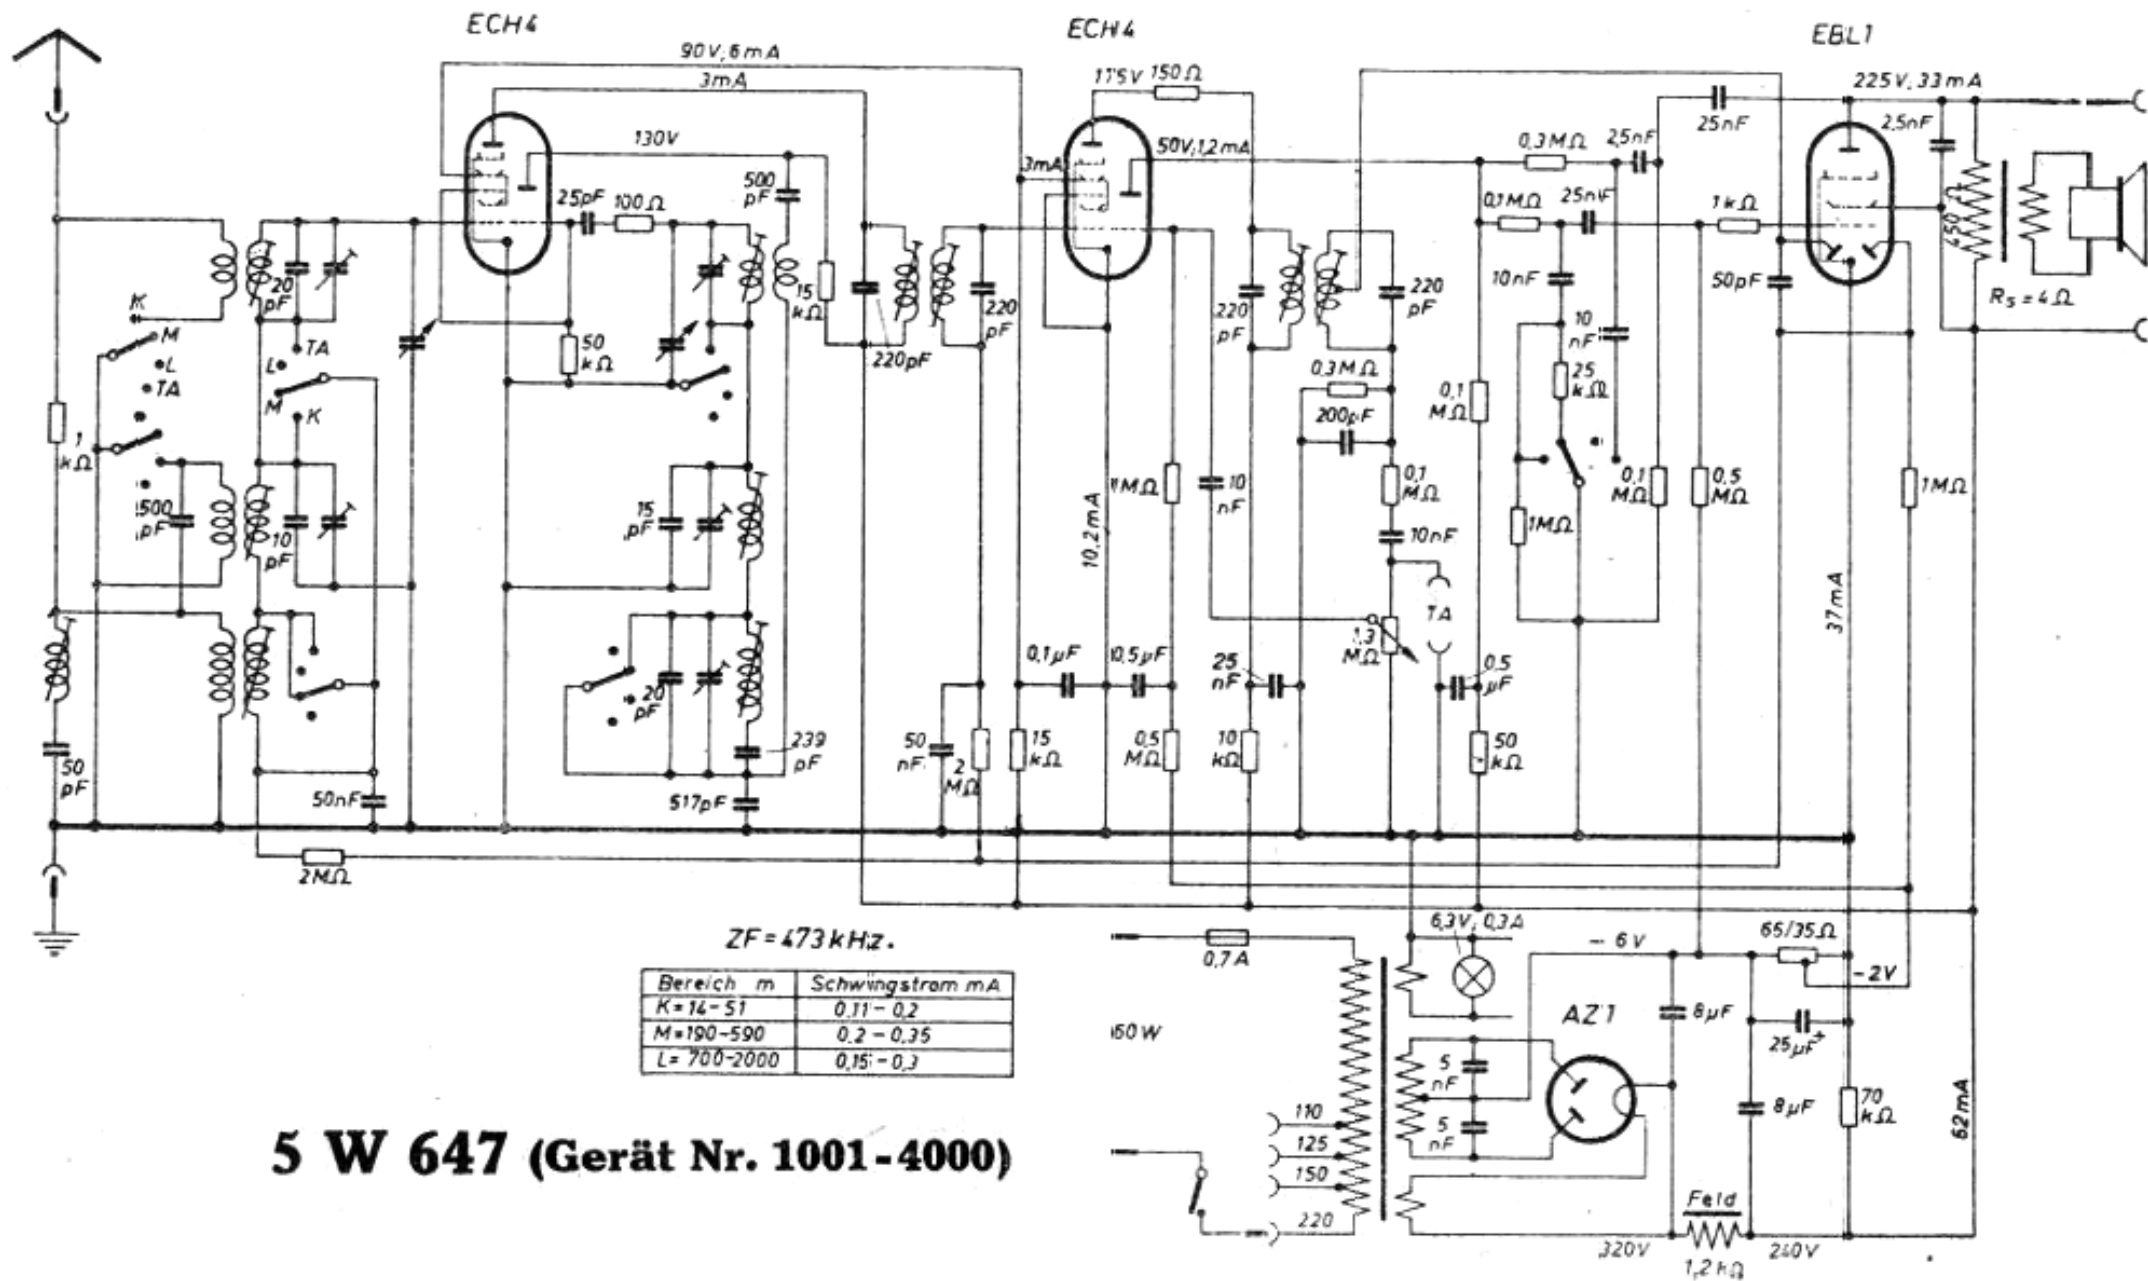 ECH4
ECH4
EBL1
90V, 6mA
3mA
175V 150Ω
225V, 33mA
130V
50V, 1,2mA
3mA
0,3MΩ
25nF
25nF
2,5nF
25pF 100Ω
500
pF
0,1MΩ
25nF
1kΩ
450Ω
20
pF
15
kΩ
220
pF
220
pF
220
pF
10nF
50pF
RS = 4Ω
K
M
L
TA
TA
L
M
K
50
kΩ
220pF
0,3MΩ
200pF
0,1
MΩ
10
nF
25
kΩ
1
kΩ
500
pF
10
pF
15
pF
1MΩ
10
nF
0,1
MΩ
10nF
1MΩ
0,1
MΩ
0,5
MΩ
1MΩ
10,2mA
37mA
TA
1,3
MΩ
0,1µF
0,5µF
25
nF
0,5
µF
20
pF
239
pF
50
pF
50nF
517pF
50
nF
2
MΩ
15
kΩ
0,5
MΩ
10
kΩ
50
kΩ
2MΩ
ZF = 473kHz.
Bereich m Schwingstrom mA
K=14-51 0,11-0,2
M=190-590 0,2-0,35
L=700-2000 0,15-0,3
0,7A
6,3V, 0,3A
- 6V
65/35Ω
-2V
60W
AZ1
8µF
25µF
+
5
nF
5
nF
8µF
70
kΩ
62mA
110
125
150
220
Feld
320V
240V
1,2kΩ
5 W 647 (Gerät Nr. 1001-4000)